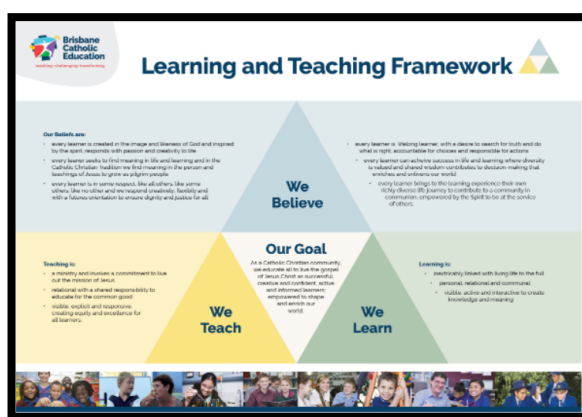 Brisbane
Catholic
Education
teaching challenging transforming
Learning and Teaching Framework
Our Beliefs are:
every learner is created in the image and likeness of God and inspired
by the spirit, responds with passion and creativity to life
every learner seeks to find meaning in life and learning and in the
Catholic Christian Tradition we find meaning in the person and
teachings of Jesus to grow as pilgrim people
every learner is in some respect, like all others, like some
others, like no other and we respond creatively, flexibly and
with a futures orientation to ensure dignity and justice for all
every learner is lifelong learner, with a desire to search for truth and do
what is right; accountable for choices and responsible for actions
every learner can achieve success in life and learning where diversity
is valued and shared wisdom contributes to decision-making that
enriches and enlivens our world
every learner brings to the learning experience their own
richly diverse life journey to contribute to a community in
communion, empowered by the Spirit to be at the service
of others.
We
Believe
Teaching is:
a ministry and involves a commitment to live
out the mission of Jesus
relational with a shared responsibility to
educate for the common good
visible, explicit and responsive,
creating equity and excellence for
all learners.
We
Teach
Our Goal
As a Catholic Christian community,
we educate all to live the gospel
of Jesus Christ as successful,
creative and confident, active
and informed learners;
empowered to shape
and enrich our
world.
We
Learn
Learning is:
inextricably linked with living life to the full
personal, relational and communal
visible, active and interactive to create
knowledge and meaning